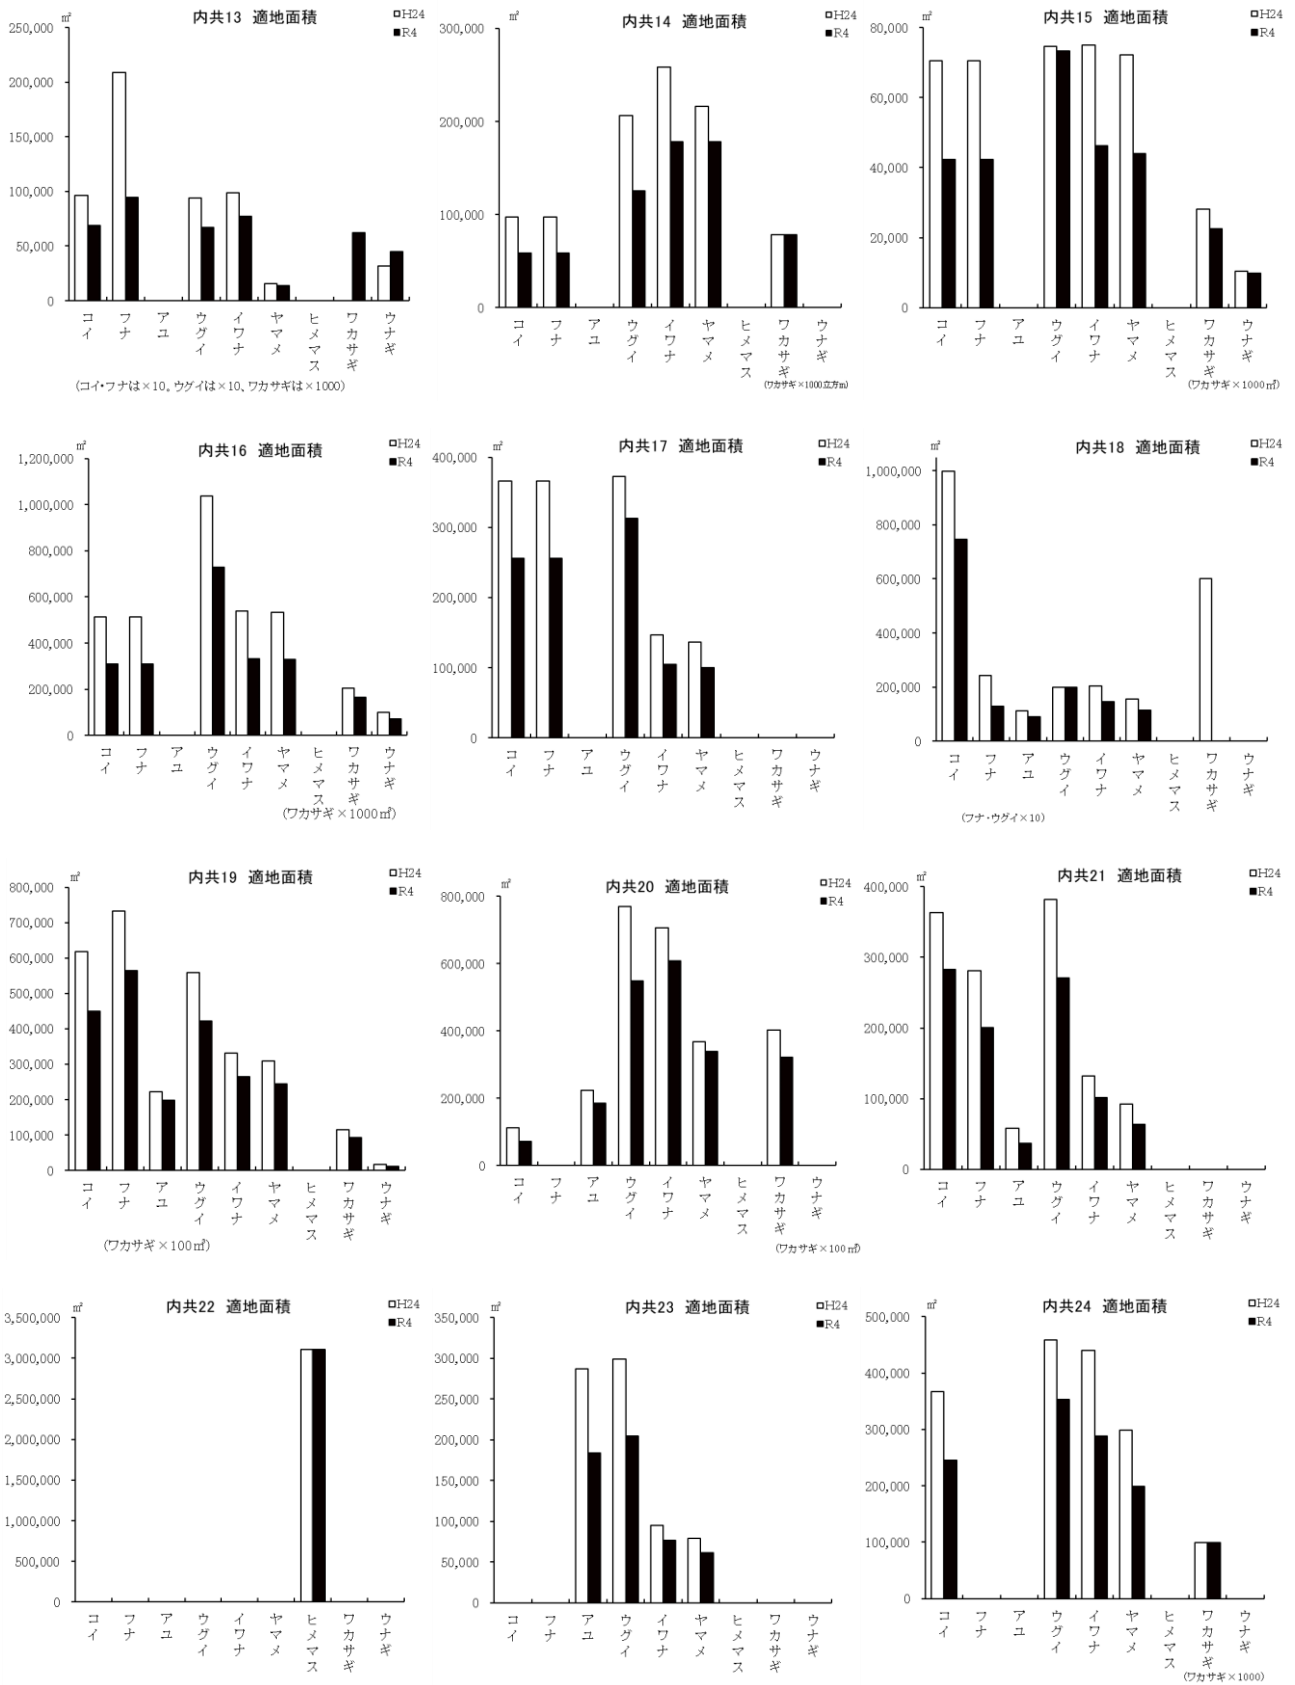 内共13 適地面積
㎡
□H24
■R4
250,000
200,000
150,000
100,000
50,000
0
コイ
フナ
アユ
ウグイ
イワナ
ヤマメ
ヒメマス
ワカサギ
ウナギ
(コイ・フナは×10。ウグイは×10、ワカサギは×1000)
内共14 適地面積
㎡
□H24
■R4
300,000
200,000
100,000
0
コイ
フナ
アユ
ウグイ
イワナ
ヤマメ
ヒメマス
ワカサギ
ウナギ
(ワカサギ×1000立方m)
内共15 適地面積
㎡
□H24
■R4
80,000
60,000
40,000
20,000
0
コイ
フナ
アユ
ウグイ
イワナ
ヤマメ
ヒメマス
ワカサギ
ウナギ
(ワカサギ×1000㎡)
内共16 適地面積
㎡
□H24
■R4
1,200,000
1,000,000
800,000
600,000
400,000
200,000
0
コイ
フナ
アユ
ウグイ
イワナ
ヤマメ
ヒメマス
ワカサギ
ウナギ
(ワカサギ×1000㎡)
内共17 適地面積
㎡
□H24
■R4
400,000
300,000
200,000
100,000
0
コイ
フナ
アユ
ウグイ
イワナ
ヤマメ
ヒメマス
ワカサギ
ウナギ
内共18 適地面積
㎡
□H24
■R4
1,000,000
800,000
600,000
400,000
200,000
0
コイ
フナ
アユ
ウグイ
イワナ
ヤマメ
ヒメマス
ワカサギ
ウナギ
(フナ・ウグイ×10)
内共19 適地面積
㎡
□H24
■R4
800,000
700,000
600,000
500,000
400,000
300,000
200,000
100,000
0
コイ
フナ
アユ
ウグイ
イワナ
ヤマメ
ヒメマス
ワカサギ
ウナギ
(ワカサギ×100㎡)
内共20 適地面積
㎡
□H24
■R4
800,000
600,000
400,000
200,000
0
コイ
フナ
アユ
ウグイ
イワナ
ヤマメ
ヒメマス
ワカサギ
ウナギ
(ワカサギ×100㎡)
内共21 適地面積
㎡
□H24
■R4
400,000
300,000
200,000
100,000
0
コイ
フナ
アユ
ウグイ
イワナ
ヤマメ
ヒメマス
ワカサギ
ウナギ
内共22 適地面積
㎡
□H24
■R4
3,500,000
3,000,000
2,500,000
2,000,000
1,500,000
1,000,000
500,000
0
コイ
フナ
アユ
ウグイ
イワナ
ヤマメ
ヒメマス
ワカサギ
ウナギ
内共23 適地面積
㎡
□H24
■R4
350,000
300,000
250,000
200,000
150,000
100,000
50,000
0
コイ
フナ
アユ
ウグイ
イワナ
ヤマメ
ヒメマス
ワカサギ
ウナギ
内共24 適地面積
㎡
□H24
■R4
500,000
400,000
300,000
200,000
100,000
0
コイ
フナ
アユ
ウグイ
イワナ
ヤマメ
ヒメマス
ワカサギ
ウナギ
(ワカサギ×1000)